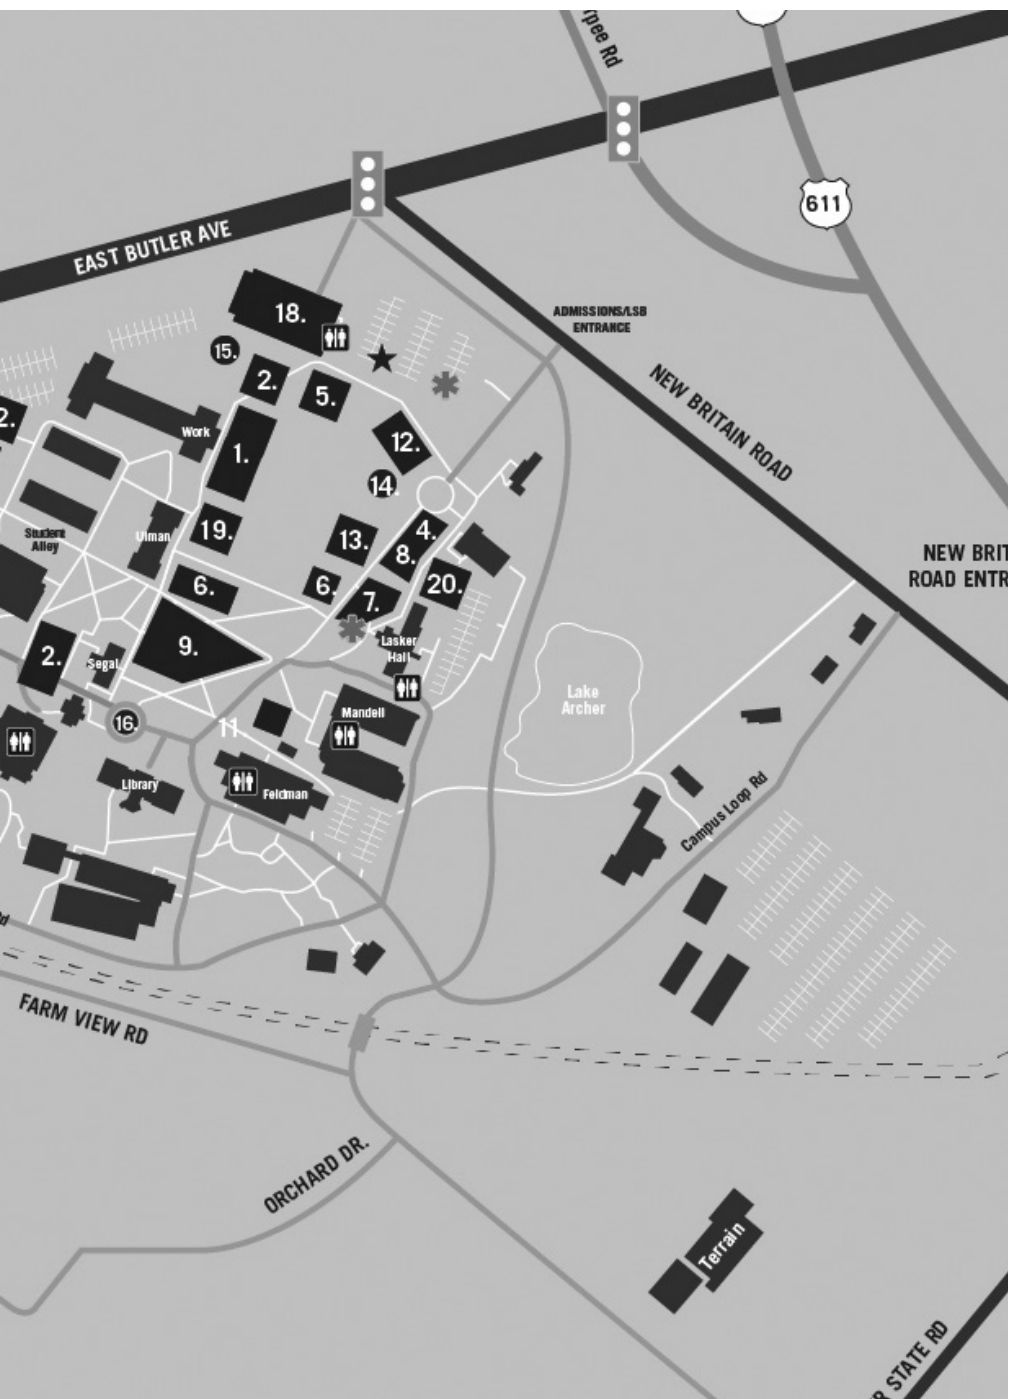 rpee Rd
611
EAST BUTLER AVE
18.
ADMISSIONS/LSB
ENTRANCE
15.
2.
5.
NEW BRITAIN ROAD
2.
Work
1.
12.
14.
Student
Alley
Ulman
19.
13.
4.
8.
NEW BRIT
ROAD ENTR
6.
6.
20.
7.
9.
2.
Segal
Lasker
Hall
Lake
Archer
16.
11.
Mandell
Library
Feldman
Campus Loop Rd
Rd
FARM VIEW RD
ORCHARD DR.
Terrain
R STATE RD